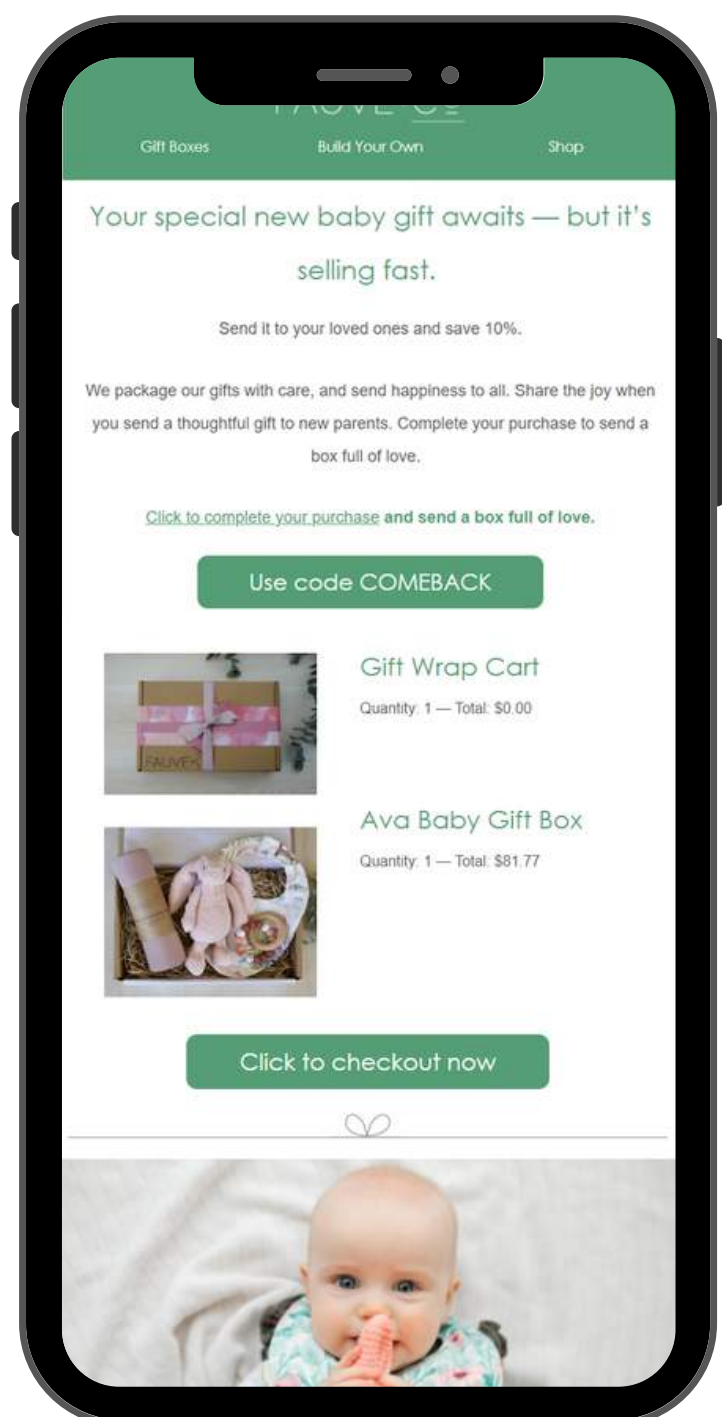 FAUVE Co
Gift Boxes Build Your Own Shop
Your special new baby gift awaits — but it's
selling fast.
Send it to your loved ones and save 10%.
We package our gifts with care, and send happiness to all. Share the joy when
you send a thoughtful gift to new parents. Complete your purchase to send a
box full of love.
Click to complete your purchase and send a box full of love.
Use code COMEBACK
FAUVE
Gift Wrap Cart
Quantity: 1 — Total: $0.00
Ava Baby Gift Box
Quantity: 1 — Total: $81.77
Click to checkout now